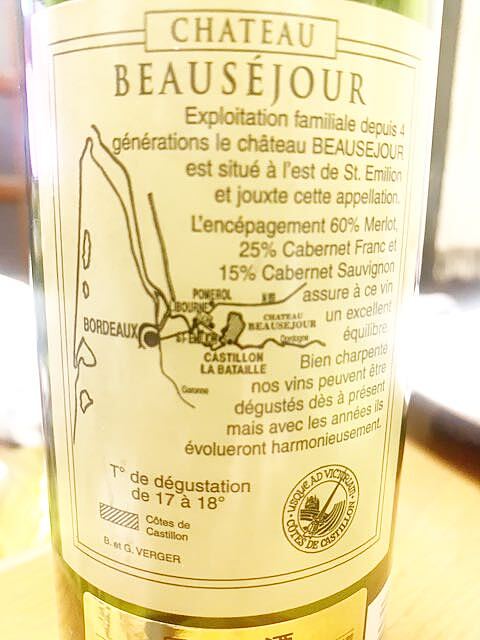 CHATEAU
BEAUSÉJOUR
Exploitation familiale depuis 4
générations le château BEAUSEJOUR
est situé à l'est de St. Emilion
et jouxte cette appellation.
L'encépagement 60% Merlot,
25% Cabernet Franc et
15% Cabernet Sauvignon
assure à ce vin
un excellent
équilibre.
Bien charpenté
nos vins peuvent être
dégustés dès à présent
mais avec les années ils
évolueront harmonieusement.
POMEROL
LIBOURNE
CHATEAU
BEAUSEJOUR
BORDEAUX
ST-EMILION
Dordogne
CASTILLON
LA BATAILLE
Garonne
T° de dégustation
de 17 à 18°
Côtes de
Castillon
B. et G. VERGER
USQUE AD VICTORIAM
CÔTES DE CASTILLON